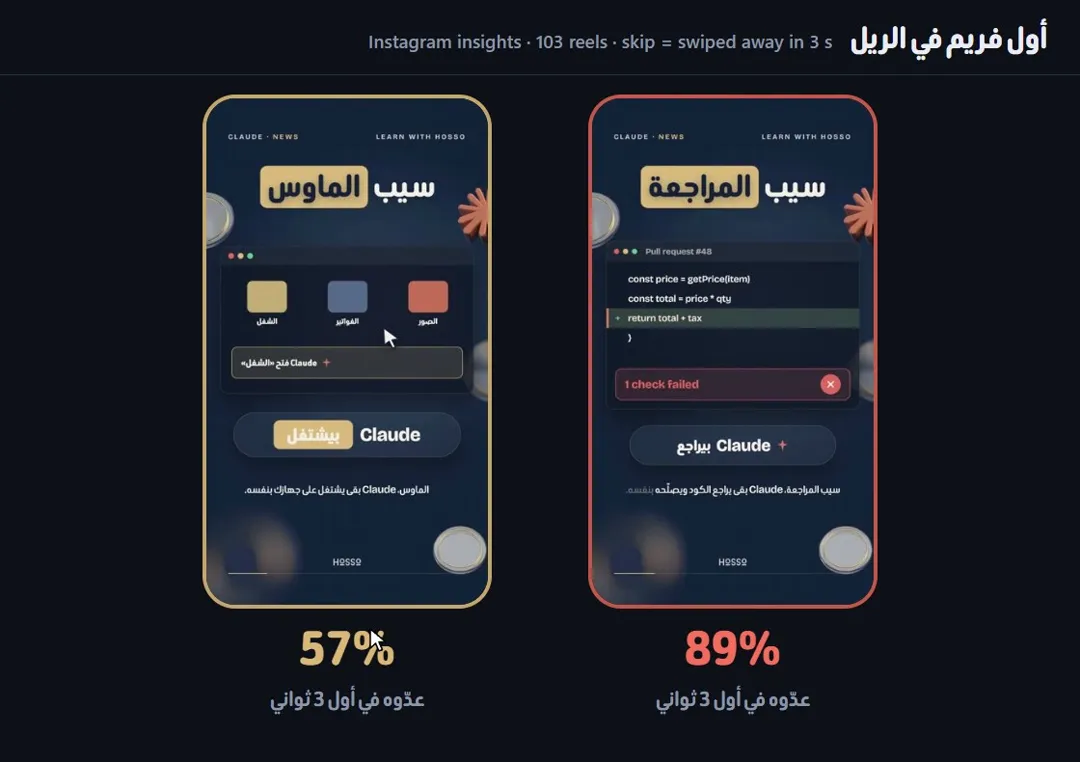 أول فريم في الريل
Instagram insights · 103 reels · skip = swiped away in 3 s
CLAUDE · NEWS
LEARN WITH HOSSO
سيب الماوس
الشغل
الفواتير
الصور
Claude فتح «الشغل»
Claude بيشتغل
الماوس، Claude بقى يشتغل على جهازك بنفسه.
HOSSO
57%
عدّوه في أول 3 ثواني
CLAUDE · NEWS
LEARN WITH HOSSO
سيب المراجعة
Pull request #48
const price = getPrice(item)
const total = price * qty
+ return total + tax
}
1 check failed
Claude بيراجع
سيب المراجعة، Claude بقى يراجع الكود ويصلّحه بنفسه.
HOSSO
89%
عدّوه في أول 3 ثواني